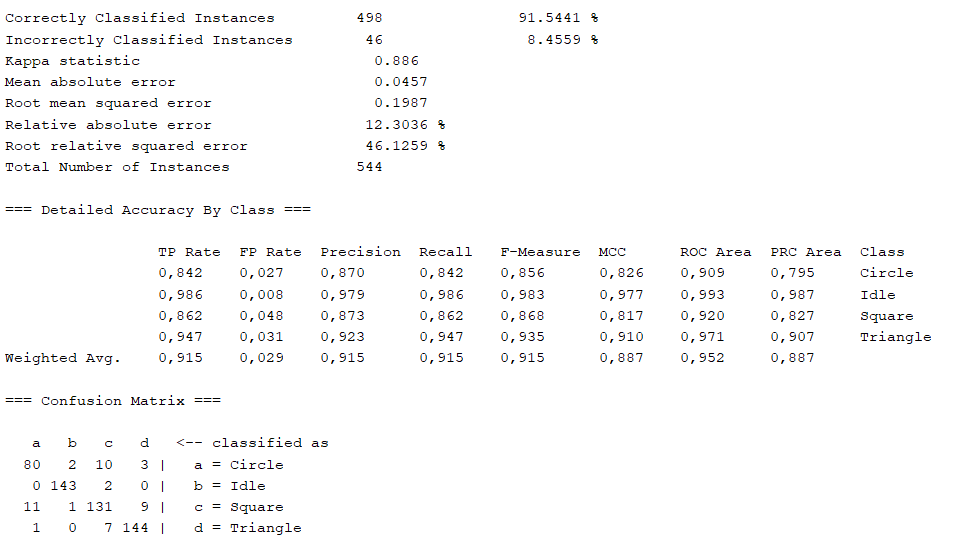 Correctly Classified Instances         498               91.5441 %
Incorrectly Classified Instances        46                8.4559 %
Kappa statistic                          0.886
Mean absolute error                      0.0457
Root mean squared error                  0.1987
Relative absolute error                 12.3036 %
Root relative squared error             46.1259 %
Total Number of Instances              544
=== Detailed Accuracy By Class ===
                 TP Rate  FP Rate  Precision  Recall   F-Measure  MCC      ROC Area  PRC Area  Class
                 0,842    0,027    0,870      0,842    0,856      0,826    0,909     0,795     Circle
                 0,986    0,008    0,979      0,986    0,983      0,977    0,993     0,987     Idle
                 0,862    0,048    0,873      0,862    0,868      0,817    0,920     0,827     Square
                 0,947    0,031    0,923      0,947    0,935      0,910    0,971     0,907     Triangle
Weighted Avg.    0,915    0,029    0,915      0,915    0,915      0,887    0,952     0,887
=== Confusion Matrix ===
   a   b   c   d   <-- classified as
  80   2  10   3 |   a = Circle
   0 143   2   0 |   b = Idle
  11   1 131   9 |   c = Square
   1   0   7 144 |   d = Triangle